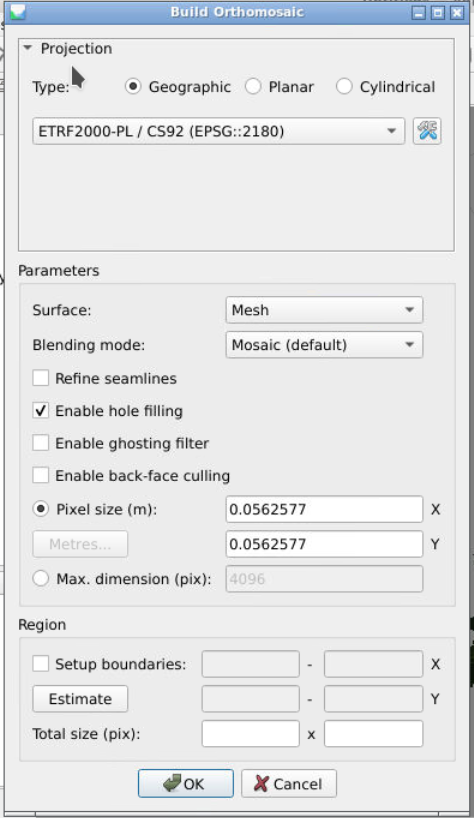 Build Orthomosaic
Projection
Type: Geographic Planar Cylindrical
ETRF2000-PL / CS92 (EPSG::2180)
Parameters
Surface: Mesh
Blending mode: Mosaic (default)
Refine seamlines
Enable hole filling
Enable ghosting filter
Enable back-face culling
Pixel size (m): 0.0562577 X
Metres... 0.0562577 Y
Max. dimension (pix): 4096
Region
Setup boundaries: - X
Estimate - Y
Total size (pix): x
OK Cancel